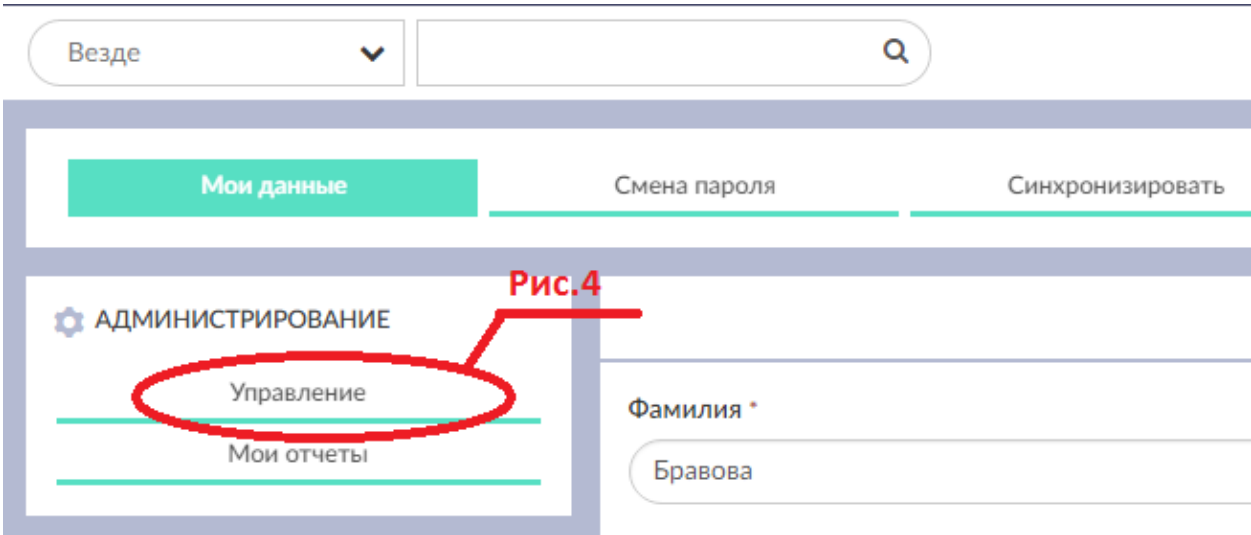 Везде
Мои данные
Смена пароля
Синхронизировать
Рис.4
АДМИНИСТРИРОВАНИЕ
Управление
Мои отчеты
Фамилия *
Бравова